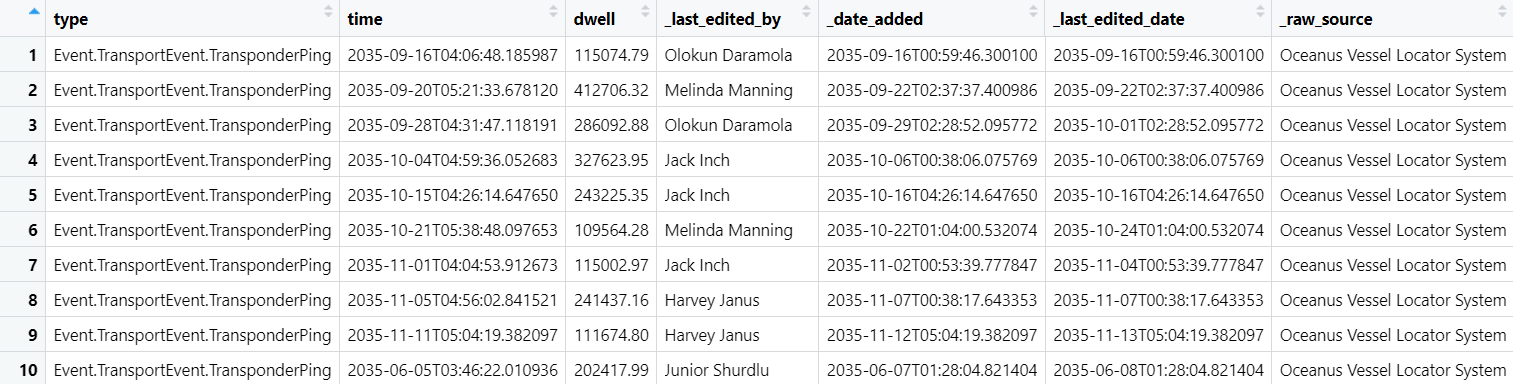 type time dwell _last_edited_by _date_added _last_edited_date _raw_source
1 Event.TransportEvent.TransponderPing 2035-09-16T04:06:48.185987 115074.79 Olokun Daramola 2035-09-16T00:59:46.300100 2035-09-16T00:59:46.300100 Oceanus Vessel Locator System
2 Event.TransportEvent.TransponderPing 2035-09-20T05:21:33.678120 412706.32 Melinda Manning 2035-09-22T02:37:37.400986 2035-09-22T02:37:37.400986 Oceanus Vessel Locator System
3 Event.TransportEvent.TransponderPing 2035-09-28T04:31:47.118191 286092.88 Olokun Daramola 2035-09-29T02:28:52.095772 2035-10-01T02:28:52.095772 Oceanus Vessel Locator System
4 Event.TransportEvent.TransponderPing 2035-10-04T04:59:36.052683 327623.95 Jack Inch 2035-10-06T00:38:06.075769 2035-10-06T00:38:06.075769 Oceanus Vessel Locator System
5 Event.TransportEvent.TransponderPing 2035-10-15T04:26:14.647650 243225.35 Jack Inch 2035-10-16T04:26:14.647650 2035-10-16T04:26:14.647650 Oceanus Vessel Locator System
6 Event.TransportEvent.TransponderPing 2035-10-21T05:38:48.097653 109564.28 Melinda Manning 2035-10-22T01:04:00.532074 2035-10-24T01:04:00.532074 Oceanus Vessel Locator System
7 Event.TransportEvent.TransponderPing 2035-11-01T04:04:53.912673 115002.97 Jack Inch 2035-11-02T00:53:39.777847 2035-11-04T00:53:39.777847 Oceanus Vessel Locator System
8 Event.TransportEvent.TransponderPing 2035-11-05T04:56:02.841521 241437.16 Harvey Janus 2035-11-07T00:38:17.643353 2035-11-07T00:38:17.643353 Oceanus Vessel Locator System
9 Event.TransportEvent.TransponderPing 2035-11-11T05:04:19.382097 111674.80 Harvey Janus 2035-11-12T05:04:19.382097 2035-11-13T05:04:19.382097 Oceanus Vessel Locator System
10 Event.TransportEvent.TransponderPing 2035-06-05T03:46:22.010936 202417.99 Junior Shurdlu 2035-06-07T01:28:04.821404 2035-06-08T01:28:04.821404 Oceanus Vessel Locator System